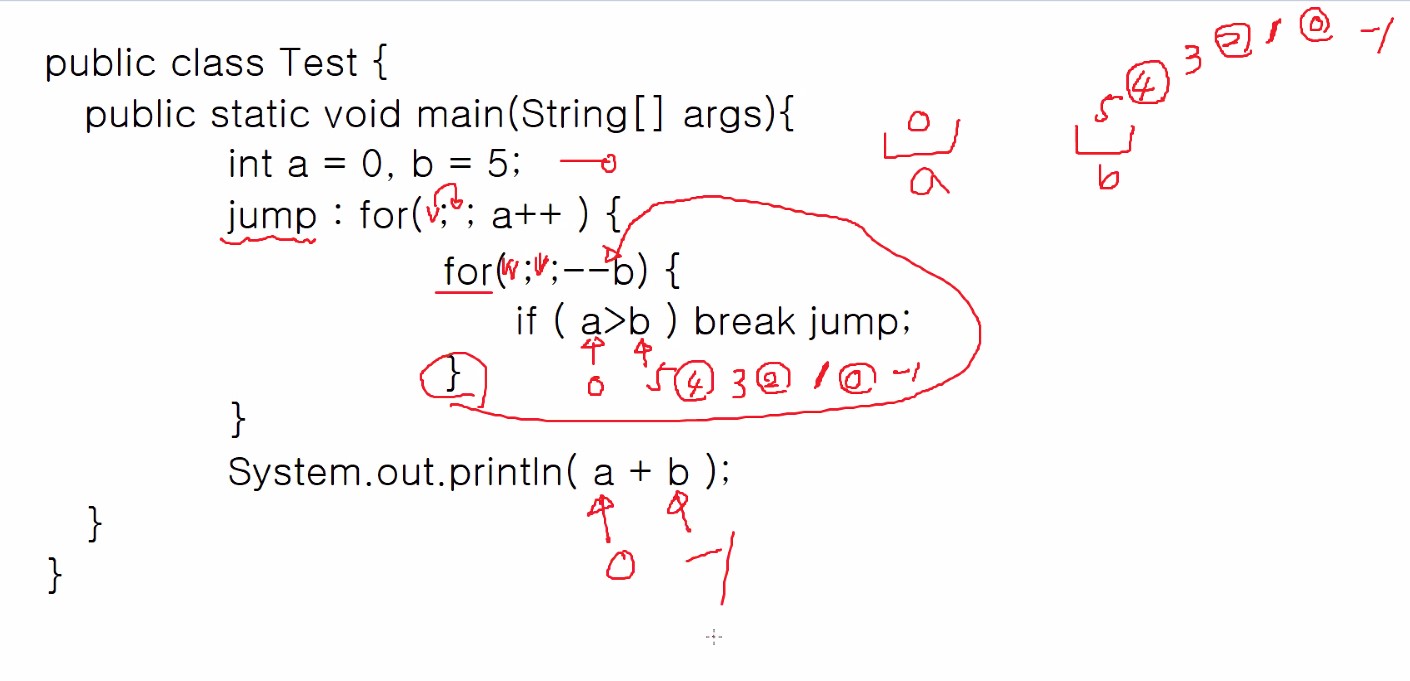 5 ④ 3 ② 1 ⓪ -1
public class Test {
public static void main(String[] args){
0
int a = 0, b = 5;
a b
jump : for( ; ; a++ ) {
for( ; ;--b) {
if ( a>b ) break jump;
}
0 5 ④ 3 ② 1 ⓪ -1
}
System.out.println( a + b );
}
0 -1
}